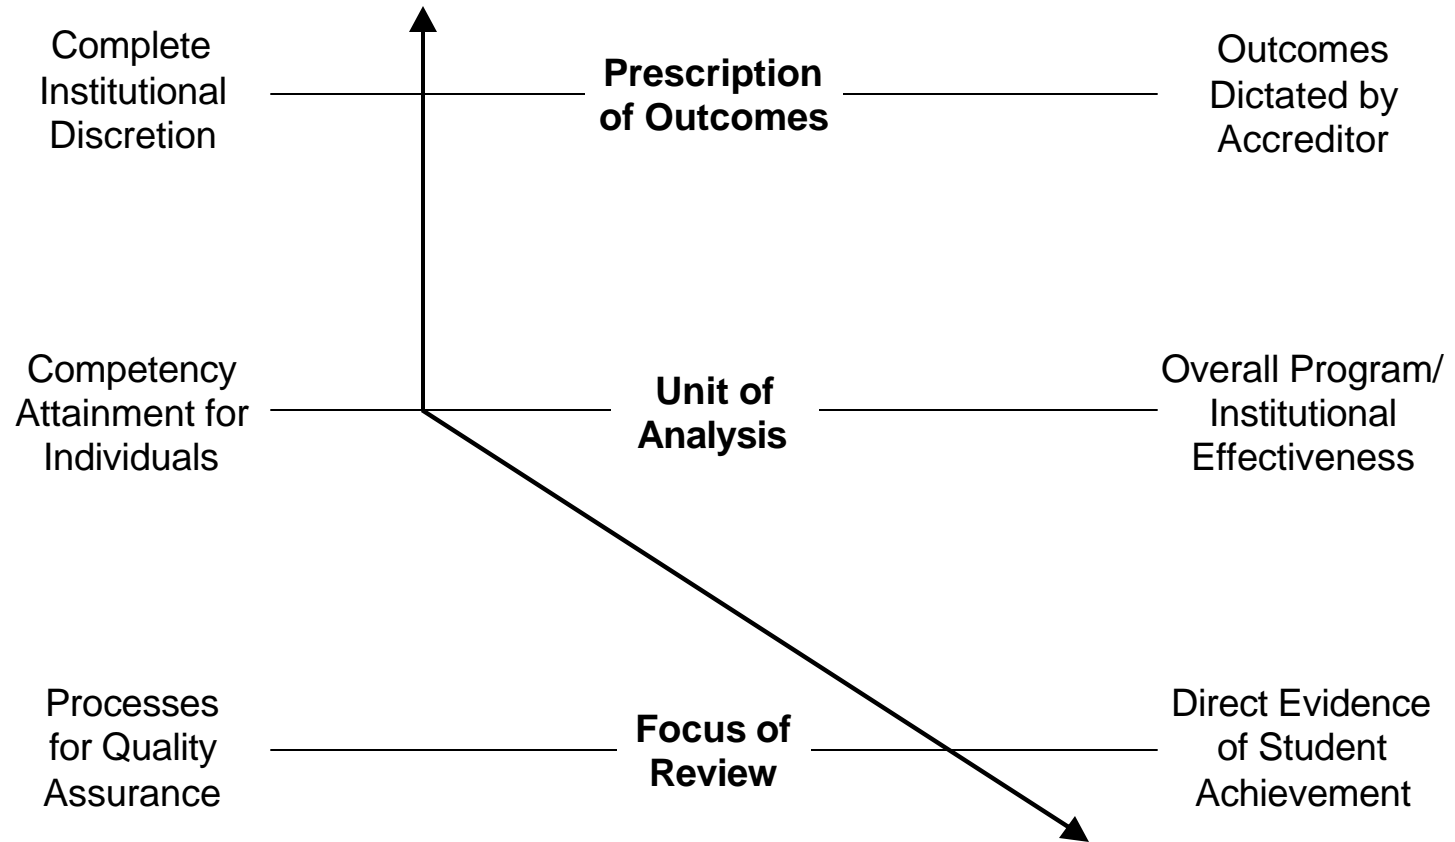 Complete
Institutional
Discretion
Prescription
of Outcomes
Outcomes
Dictated by
Accreditor
Competency
Attainment for
Individuals
Unit of
Analysis
Overall Program/
Institutional
Effectiveness
Processes
for Quality
Assurance
Focus of
Review
Direct Evidence
of Student
Achievement